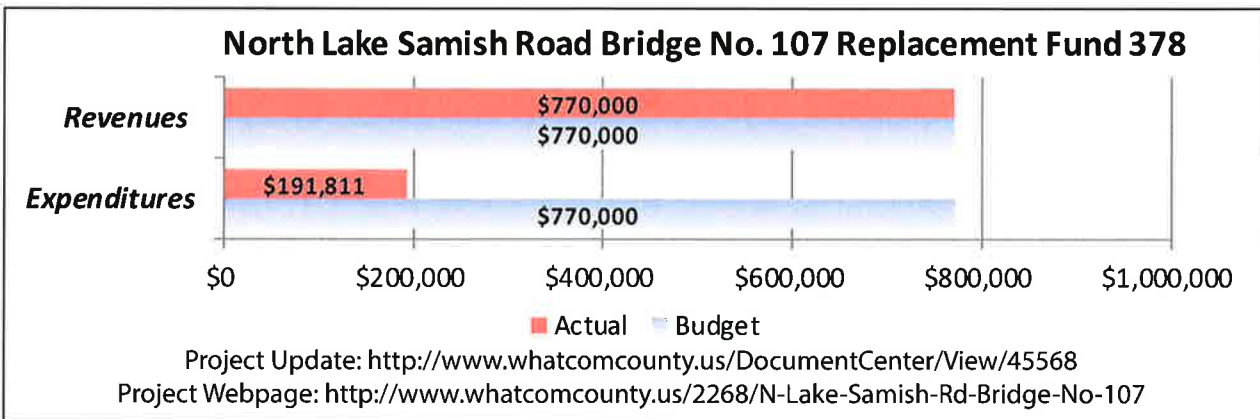 North Lake Samish Road Bridge No. 107 Replacement Fund 378
Revenues
$770,000
$770,000
Expenditures
$191,811
$770,000
$0 $200,000 $400,000 $600,000 $800,000 $1,000,000
Actual Budget
Project Update: http://www.whatcomcounty.us/DocumentCenter/View/45568
Project Webpage: http://www.whatcomcounty.us/2268/N-Lake-Samish-Rd-Bridge-No-107